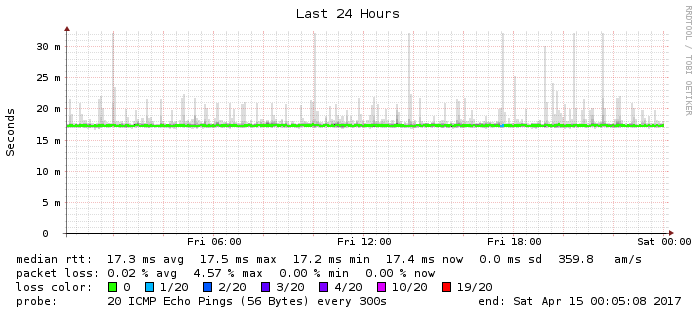 Last 24 Hours
RRDTOOL / TOBI OETIKER
Seconds
30 m
25 m
20 m
15 m
10 m
5 m
0
Fri 06:00 Fri 12:00 Fri 18:00 Sat 00:00
median rtt: 17.3 ms avg 17.5 ms max 17.2 ms min 17.4 ms now 0.0 ms sd 359.8 am/s
packet loss: 0.02 % avg 4.57 % max 0.00 % min 0.00 % now
loss color: 0 1/20 2/20 3/20 4/20 10/20 19/20
probe: 20 ICMP Echo Pings (56 Bytes) every 300s end: Sat Apr 15 00:05:08 2017